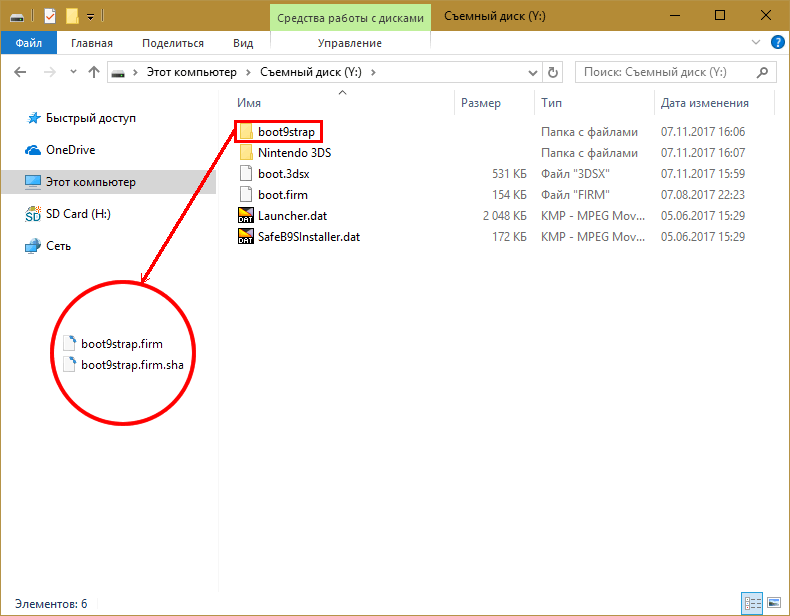 Средства работы с дисками
Съемный диск (Y:)
Файл
Главная
Поделиться
Вид
Управление
Этот компьютер
Съемный диск (Y:)
Поиск: Съемный диск (Y:)
Быстрый доступ
OneDrive
Этот компьютер
SD Card (H:)
Сеть
Имя Размер Тип Дата изменения
boot9strap Папка с файлами 07.11.2017 16:06
Nintendo 3DS Папка с файлами 07.11.2017 16:07
boot.3dsx 531 КБ Файл "3DSX" 07.11.2017 15:59
boot.firm 154 КБ Файл "FIRM" 07.08.2017 22:23
Launcher.dat 2 048 КБ KMP - MPEG Mov... 05.06.2017 15:29
SafeB9SInstaller.dat 172 КБ KMP - MPEG Mov... 05.06.2017 15:29
boot9strap.firm
boot9strap.firm.sha
Элементов: 6